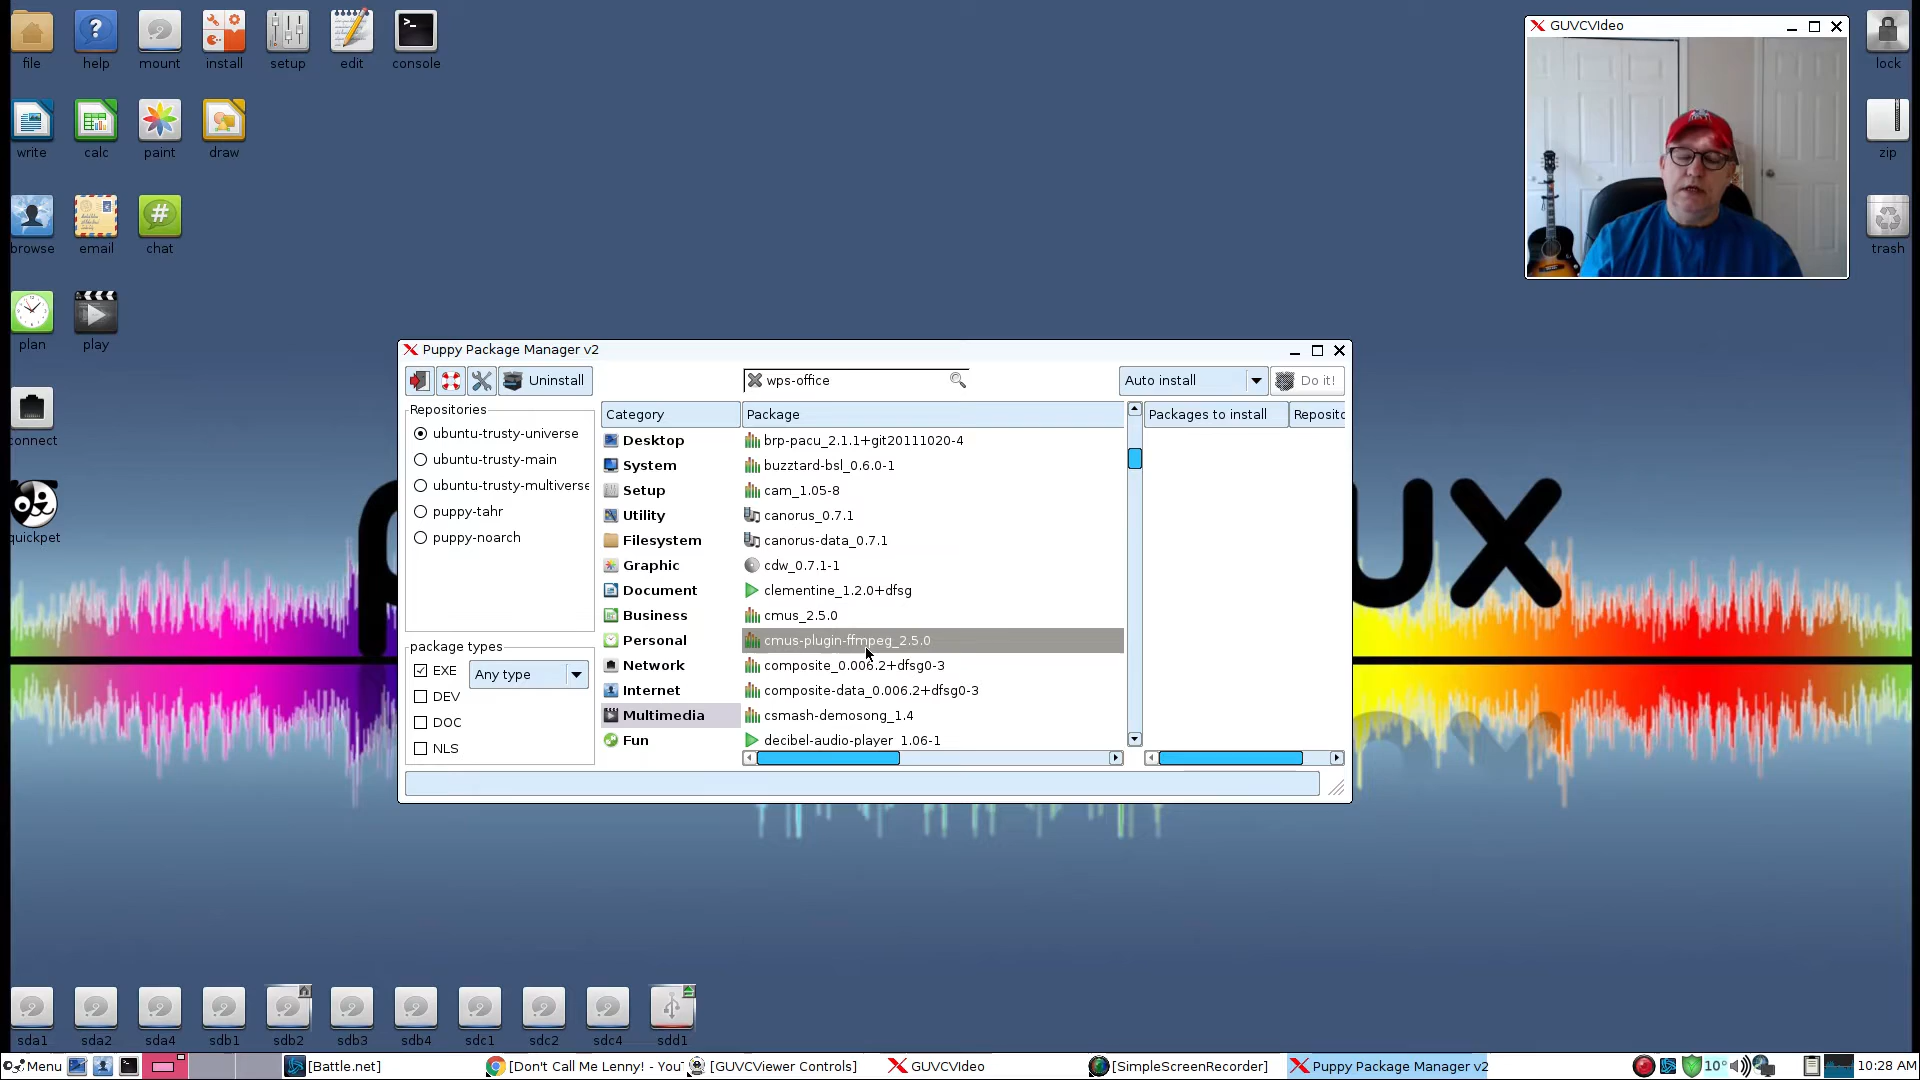 file
help
mount
install
setup
edit
console
lock
write
calc
paint
draw
zip
browse
email
chat
trash
plan
play
connect
quickpet
GUVCVIdeo
Puppy Package Manager v2
Uninstall
wps-office
Auto install
Do it!
Repositories
ubuntu-trusty-universe
ubuntu-trusty-main
ubuntu-trusty-multiverse
puppy-tahr
puppy-noarch
package types
EXE
Any type
DEV
DOC
NLS
Category
Desktop
System
Setup
Utility
Filesystem
Graphic
Document
Business
Personal
Network
Internet
Multimedia
Fun
Package
brp-pacu_2.1.1+git20111020-4
buzztard-bsl_0.6.0-1
cam_1.05-8
canorus_0.7.1
canorus-data_0.7.1
cdw_0.7.1-1
clementine_1.2.0+dfsg
cmus_2.5.0
cmus-plugin-ffmpeg_2.5.0
composite_0.006.2+dfsg0-3
composite-data_0.006.2+dfsg0-3
csmash-demosong_1.4
decibel-audio-player_1.06-1
Packages to install
Reposito
UX
sda1
sda2
sda4
sdb1
sdb2
sdb3
sdb4
sdc1
sdc2
sdc4
sdd1
Menu
[Battle.net]
[Don't Call Me Lenny! - You
[GUVCViewer Controls]
GUVCVIdeo
[SimpleScreenRecorder]
Puppy Package Manager v2
10°
10:28 AM